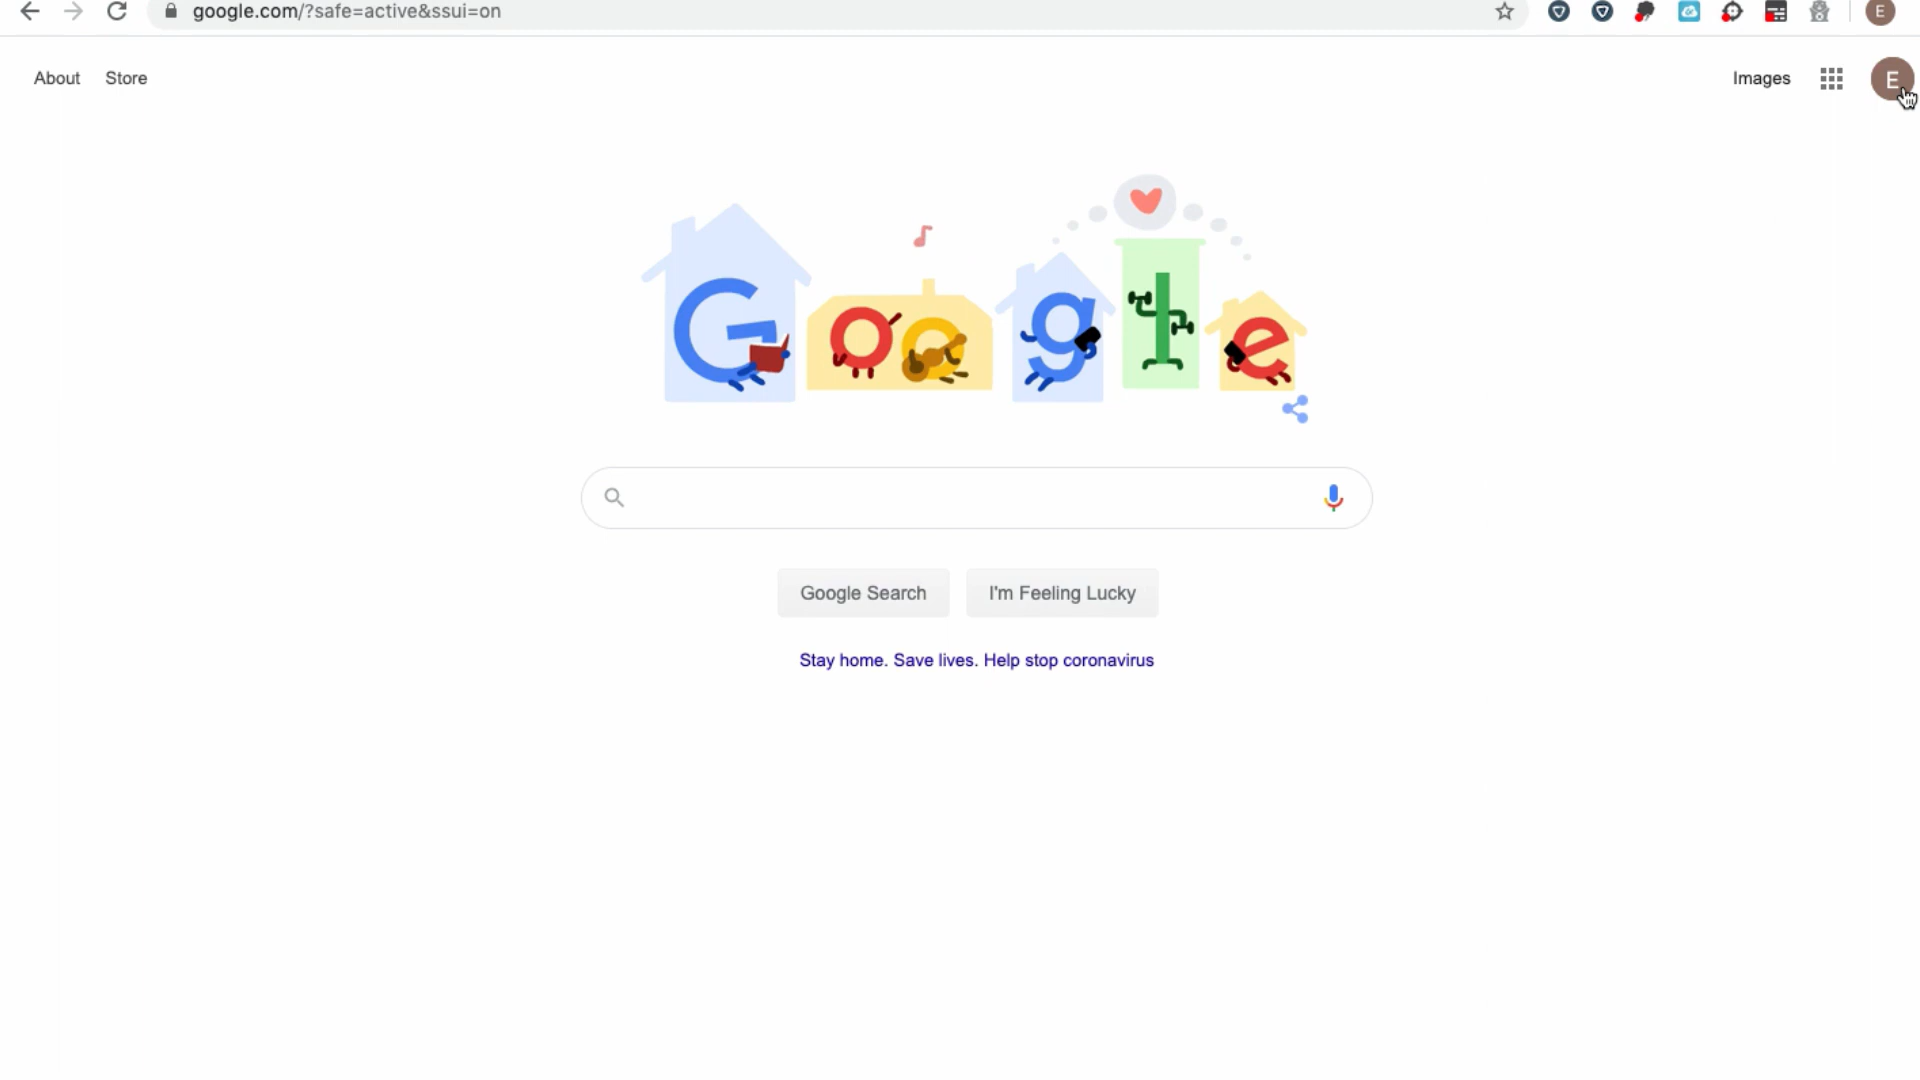 google.com/?safe=active&ssui=on
E
About Store
Images
E
Google
Google Search
I'm Feeling Lucky
Stay home. Save lives. Help stop coronavirus